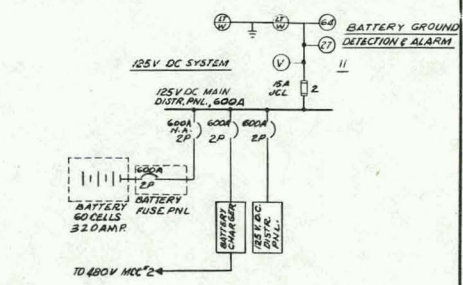 LT
W
LT
W
64
BATTERY GROUND
DETECTION & ALARM
27
V
11
125V DC SYSTEM
15A
JCL
2
125V DC MAIN
DISTR. PNL., 600A
600A
N.A.
2P
600A
2P
600A
2P
600A
2P
BATTERY
60 CELLS
320 AMP.
BATTERY
FUSE PNL
BATTERY
CHARGER
125 V.D.C.
DISTR.
PNL.
TO 480V MCC #2